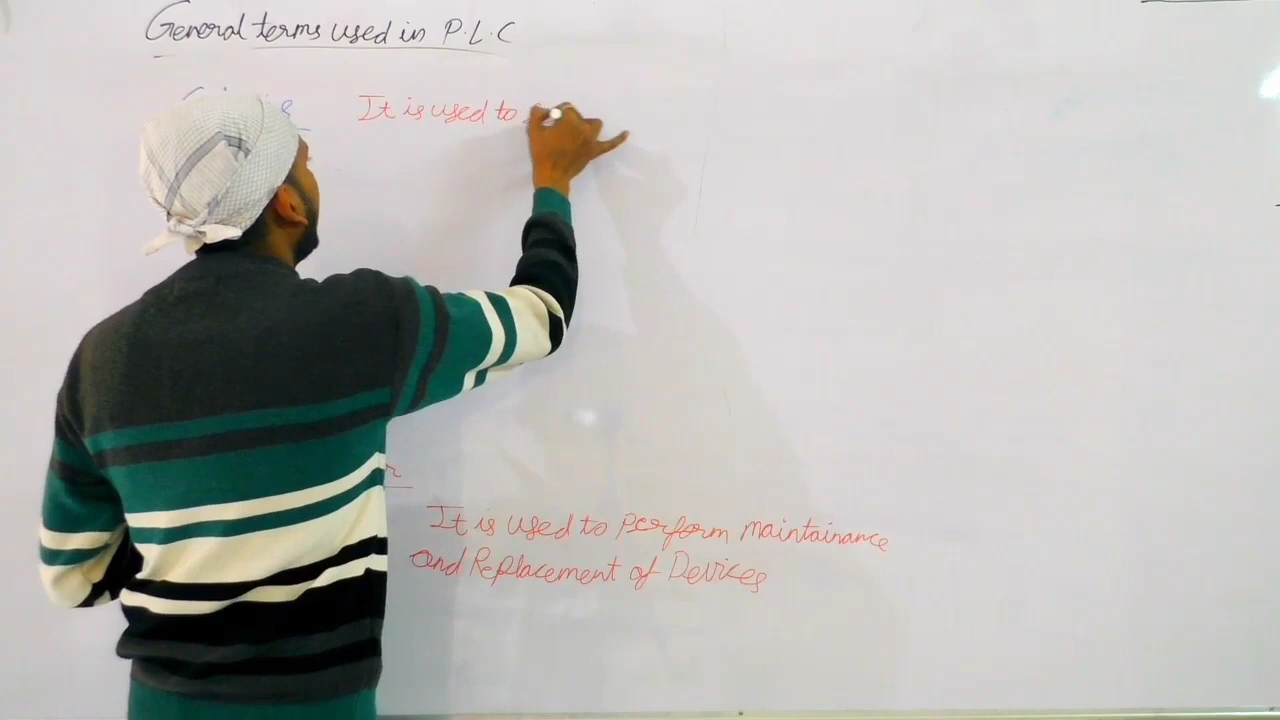 General terms used in P.L.C
It is used to
It is used to perform maintainance
and Replacement of Devices